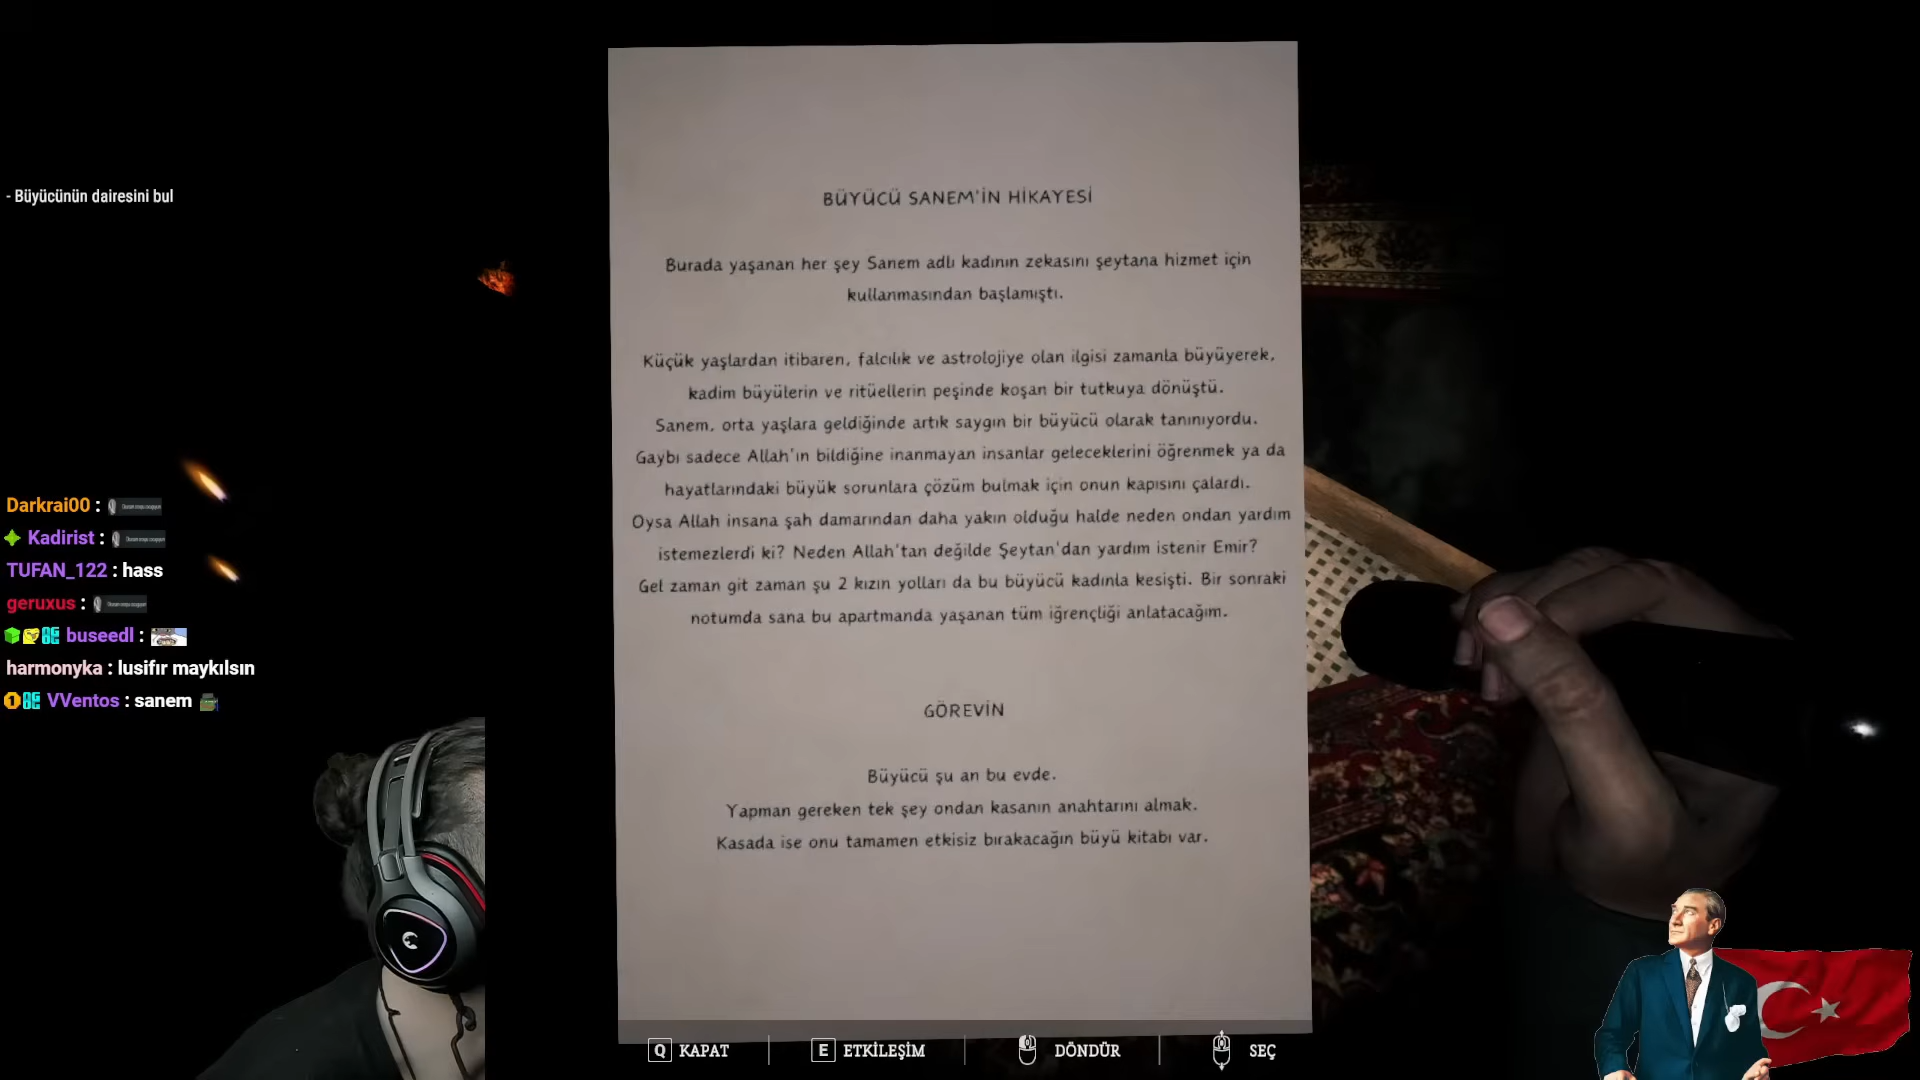 - Büyücünün dairesini bul
BÜYÜCÜ SANEM'İN HİKAYESİ
Burada yaşanan her şey Sanem adlı kadının zekasını şeytana hizmet için
kullanmasından başlamıştı.
Küçük yaşlardan itibaren, falcılık ve astrolojiye olan ilgisi zamanla büyüyerek,
kadim büyülerin ve ritüellerin peşinde koşan bir tutkuya dönüştü.
Sanem, orta yaşlara geldiğinde artık saygın bir büyücü olarak tanınıyordu.
Gaybı sadece Allah'ın bildiğine inanmayan insanlar geleceklerini öğrenmek ya da
hayatlarındaki büyük sorunlara çözüm bulmak için onun kapısını çalardı.
Oysa Allah insana şah damarından daha yakın olduğu halde neden ondan yardım
istemezlerdi ki? Neden Allah'tan değilde Şeytan'dan yardım istenir Emir?
Gel zaman git zaman şu 2 kızın yolları da bu büyücü kadınla kesişti. Bir sonraki
notumda sana bu apartmanda yaşanan tüm iğrençliği anlatacağım.
GÖREVİN
Büyücü şu an bu evde.
Yapman gereken tek şey ondan kasanın anahtarını almak.
Kasada ise onu tamamen etkisiz bırakacağın büyü kitabı var.
Darkrai00 :
Kadirist :
TUFAN_122 : hass
geruxus :
buseedl :
harmonyka : lusifır maykılsın
VVentos : sanem
Q KAPAT
E ETKİLEŞİM
DÖNDÜR
SEÇ